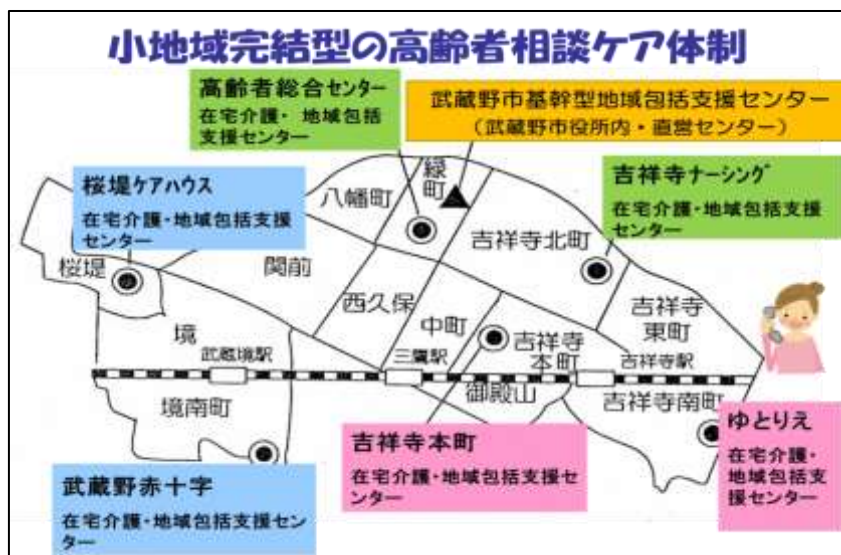 小地域完結型の高齢者相談ケア体制
高齢者総合センター
在宅介護・地域包括
支援センター
武蔵野市基幹型地域包括支援センター
(武蔵野市役所内・直営センター)
桜堤ケアハウス
在宅介護・地域包括支援
センター
吉祥寺ナーシング
在宅介護・地域包括支援
センター
緑町
八幡町
吉祥寺北町
桜堤
関前
西久保
中町
吉祥寺
東町
吉祥寺
本町
境
武蔵境駅
三鷹駅
吉祥寺駅
境南町
御殿山
吉祥寺南町
武蔵野赤十字
在宅介護・地域包括支援セン
ター
吉祥寺本町
在宅介護・地域包括支援セ
ンター
ゆとりえ
在宅介護・
地域包括支
援センター